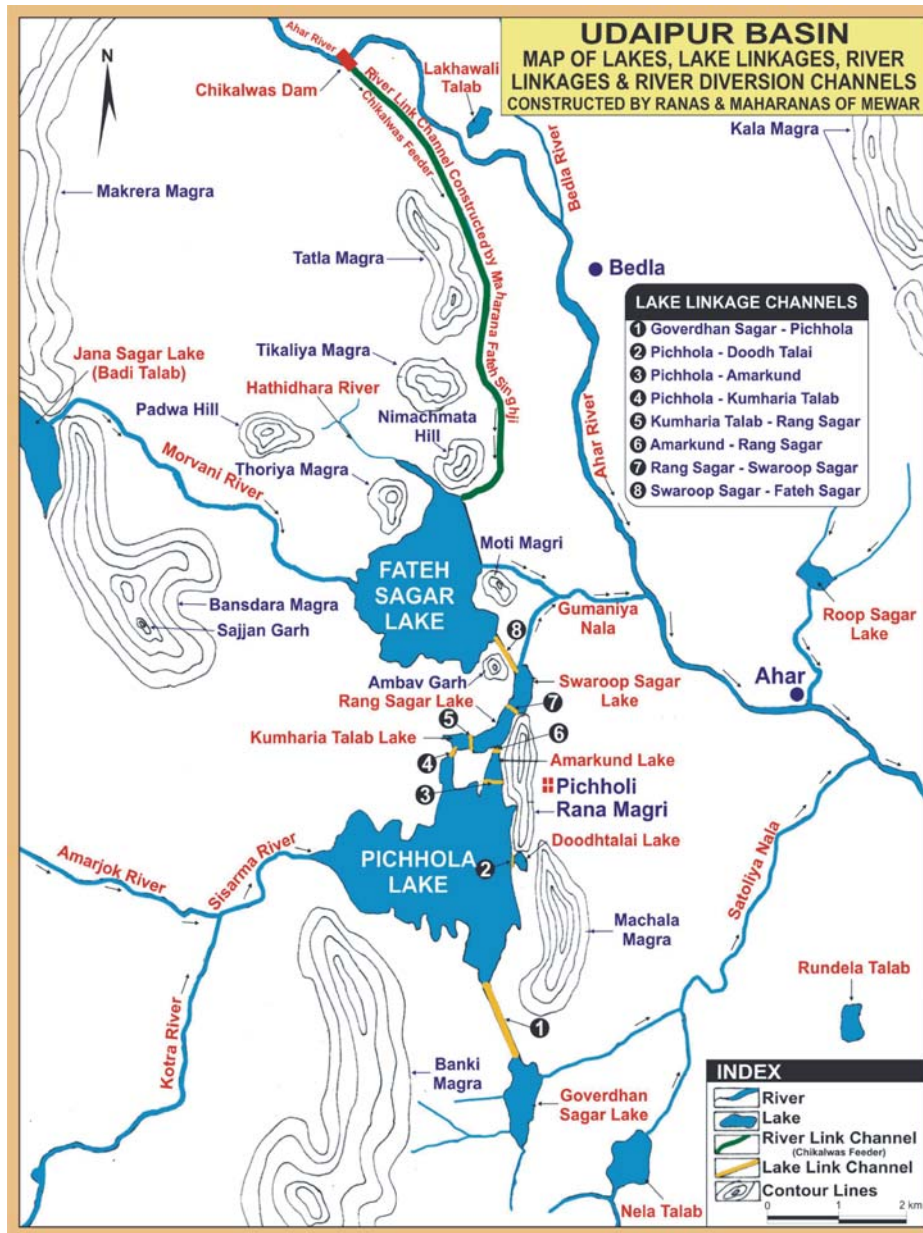 UDAIPUR BASIN
MAP OF LAKES, LAKE LINKAGES, RIVER
LINKAGES & RIVER DIVERSION CHANNELS
CONSTRUCTED BY RANAS & MAHARANAS OF MEWAR
N
Ahar River
Chikalwas Dam
River Link Channel Constructed by Maharana Fateh Singhji
Chikalwas Feeder
Lakhawali
Talab
Kala Magra
Bedla River
Makrera Magra
Tatla Magra
Bedla
LAKE LINKAGE CHANNELS
1 Goverdhan Sagar - Pichhola
2 Pichhola - Doodh Talai
3 Pichhola - Amarkund
4 Pichhola - Kumharia Talab
5 Kumharia Talab - Rang Sagar
6 Amarkund - Rang Sagar
7 Rang Sagar - Swaroop Sagar
8 Swaroop Sagar - Fateh Sagar
Tikaliya Magra
Jana Sagar Lake
(Badi Talab)
Hathidhara River
Padwa Hill
Nimachmata
Hill
Ahar River
Thoriya Magra
Morvani River
Moti Magri
FATEH
SAGAR
LAKE
Bansdara Magra
Sajjan Garh
Gumaniya
Nala
Roop Sagar
Lake
8
Ambav Garh
Swaroop Sagar
Lake
Ahar
Rang Sagar Lake
7
5
Kumharia Talab Lake
6
4
Amarkund Lake
3
Pichholi
Rana Magri
Doodhtalai Lake
2
PICHHOLA
LAKE
Amarjok River
Sisarma River
Satoliya Nala
Machala
Magra
Rundela Talab
1
Kotra River
Banki
Magra
Goverdhan
Sagar Lake
Nela Talab
INDEX
River
Lake
River Link Channel
(Chikalwas Feeder)
Lake Link Channel
Contour Lines
0 1 2 km